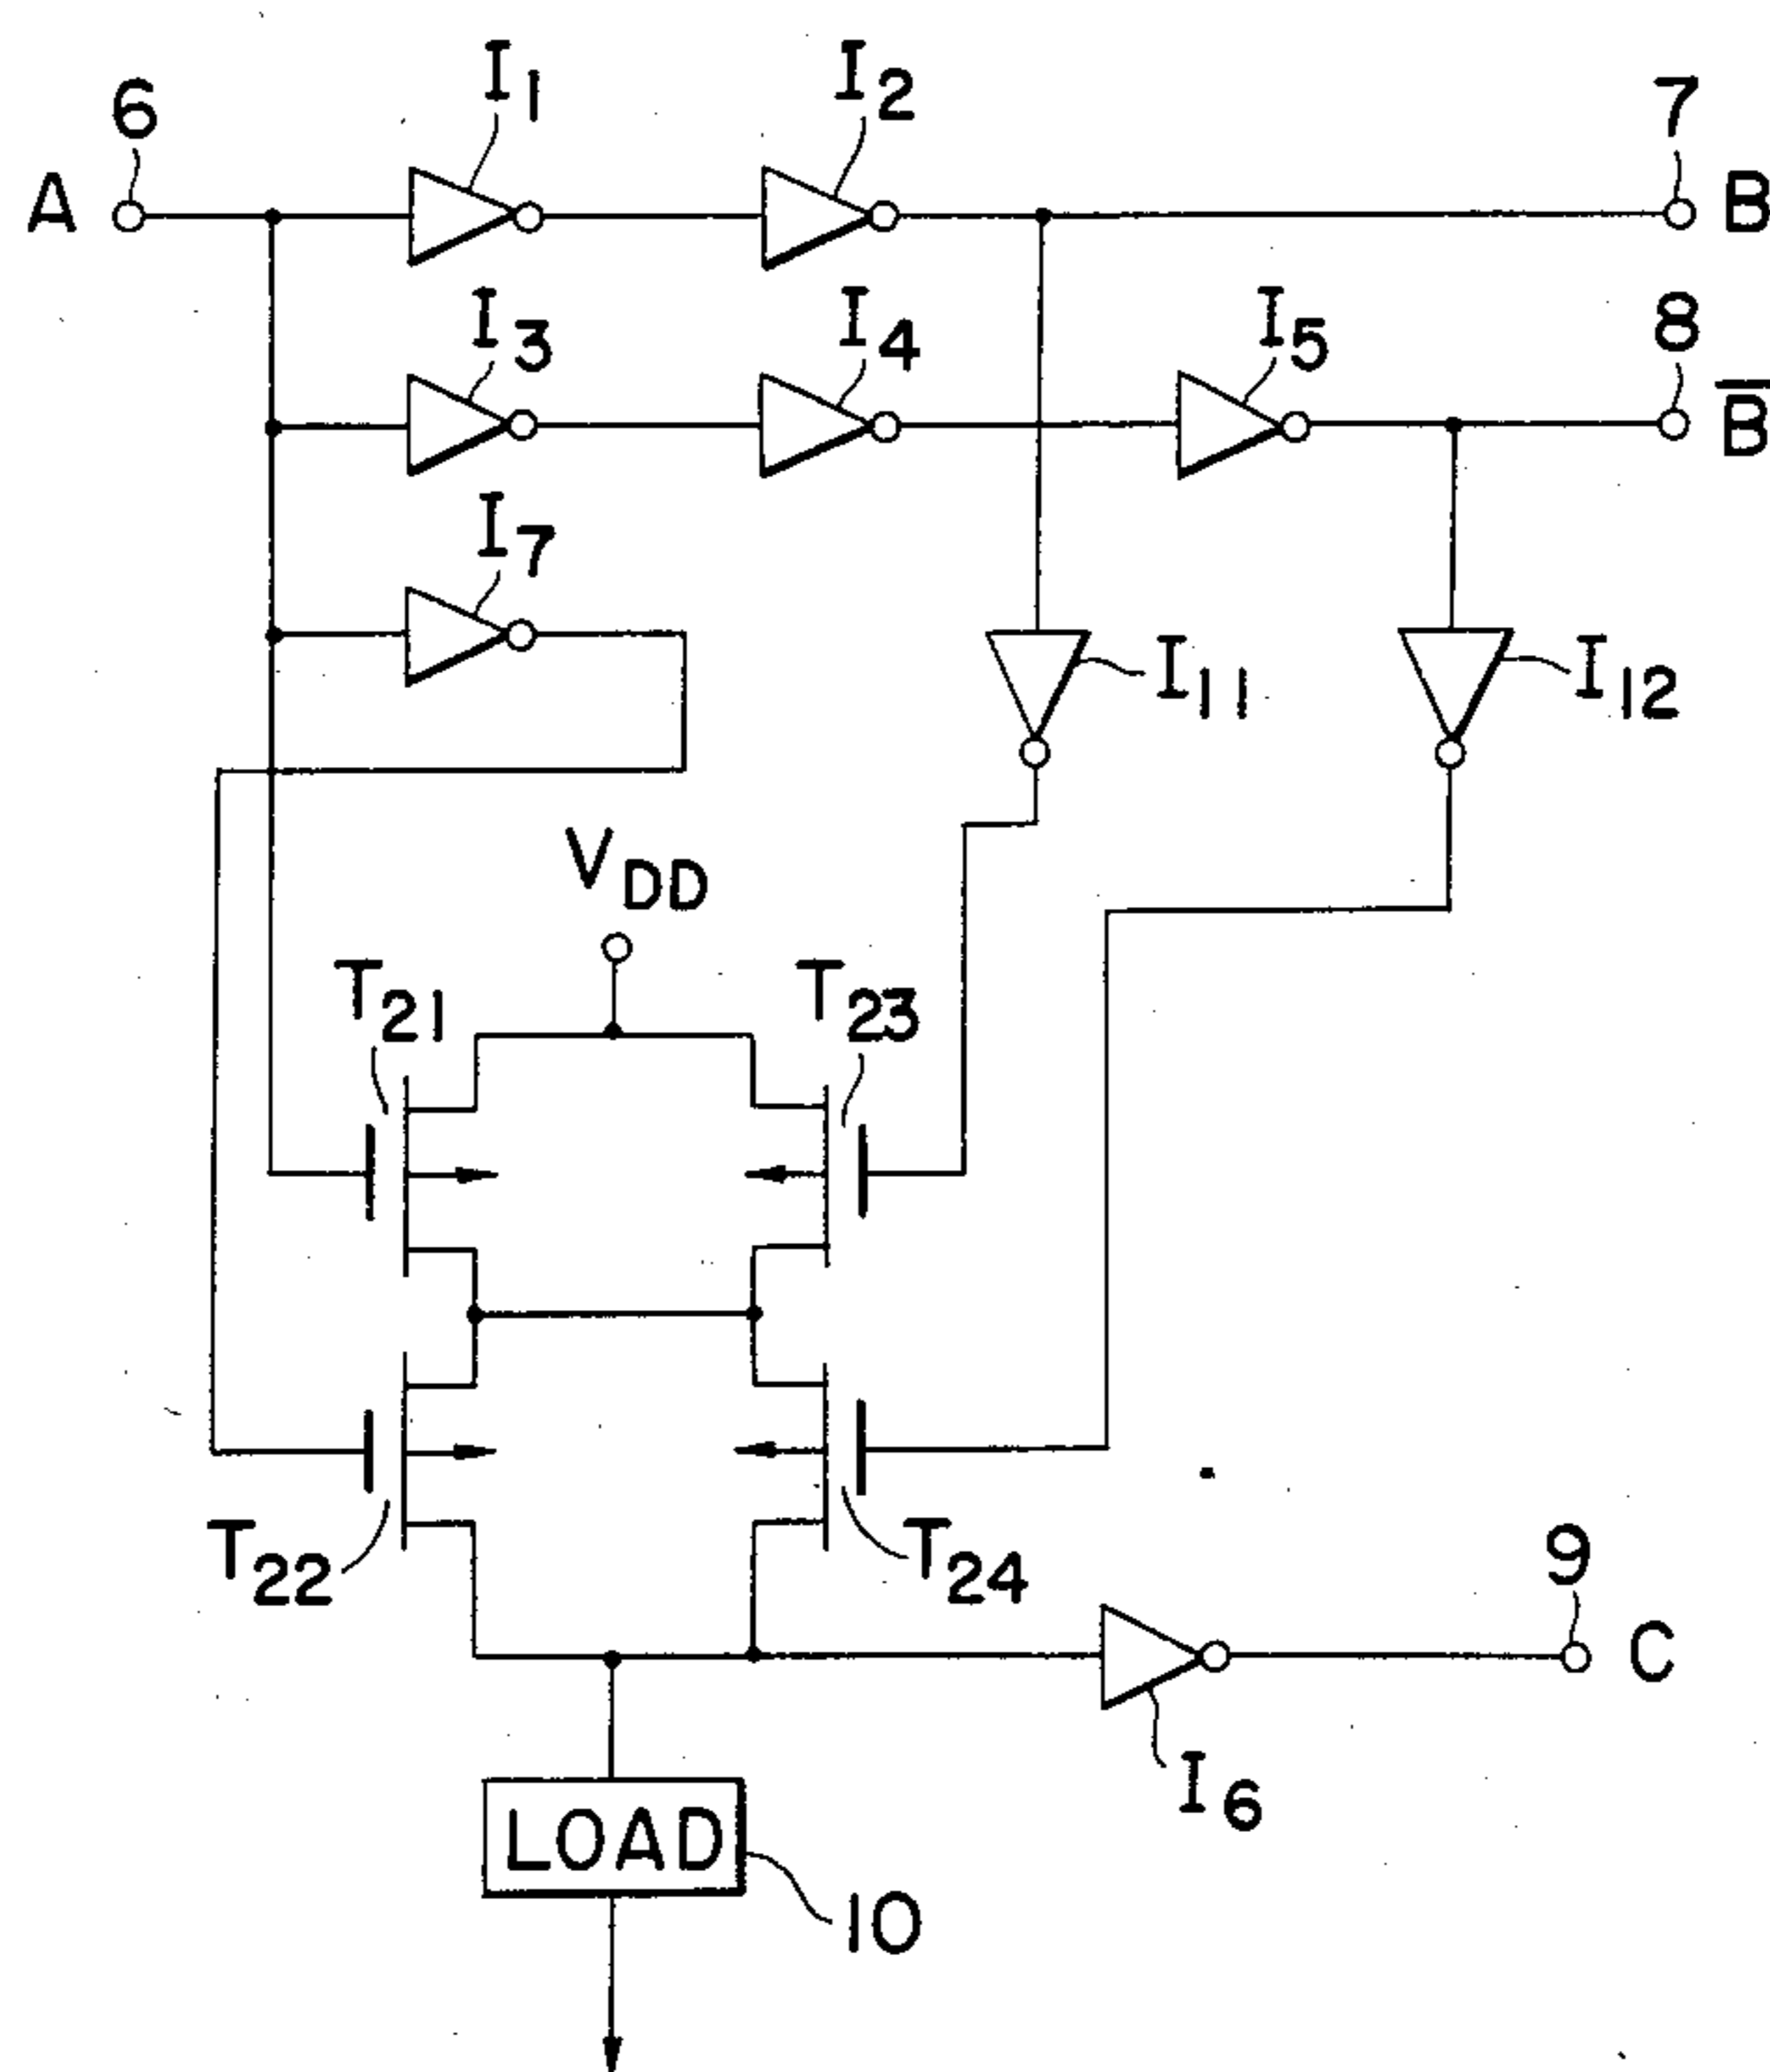 I1 I2
6 7
A B
I3 I4 I5 8
B̅
I7
I11 I12
VDD
T21 T23
T22 T24 9
C
I6
LOAD
10